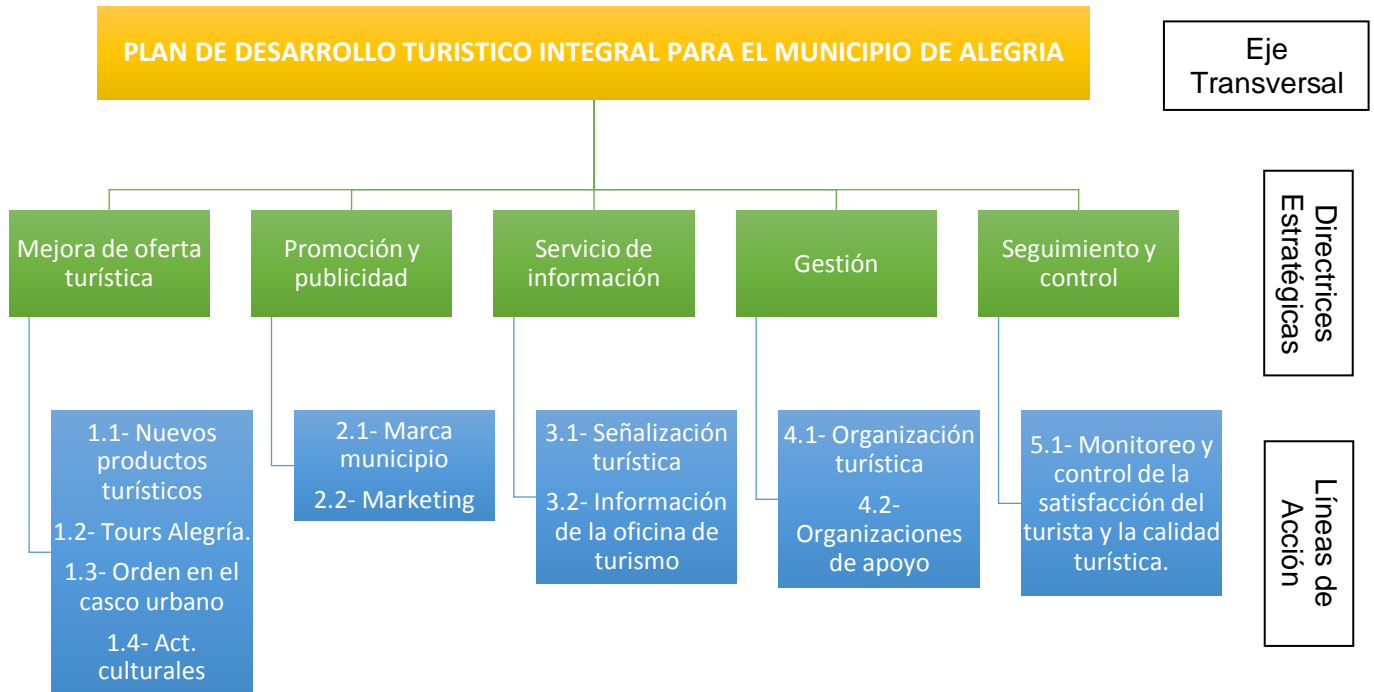 PLAN DE DESARROLLO TURISTICO INTEGRAL PARA EL MUNICIPIO DE ALEGRIA
Eje
Transversal
Mejora de oferta
turística
Promoción y
publicidad
Servicio de
información
Gestión
Seguimiento y
control
Directrices
Estratégicas
1.1- Nuevos
productos
turísticos
1.2- Tours Alegría.
1.3- Orden en el
casco urbano
1.4- Act.
culturales
2.1- Marca
municipio
2.2- Marketing
3.1- Señalización
turística
3.2- Información
de la oficina de
turismo
4.1- Organización
turística
4.2-
Organizaciones
de apoyo
5.1- Monitoreo y
control de la
satisfacción del
turista y la calidad
turística.
Líneas de
Acción